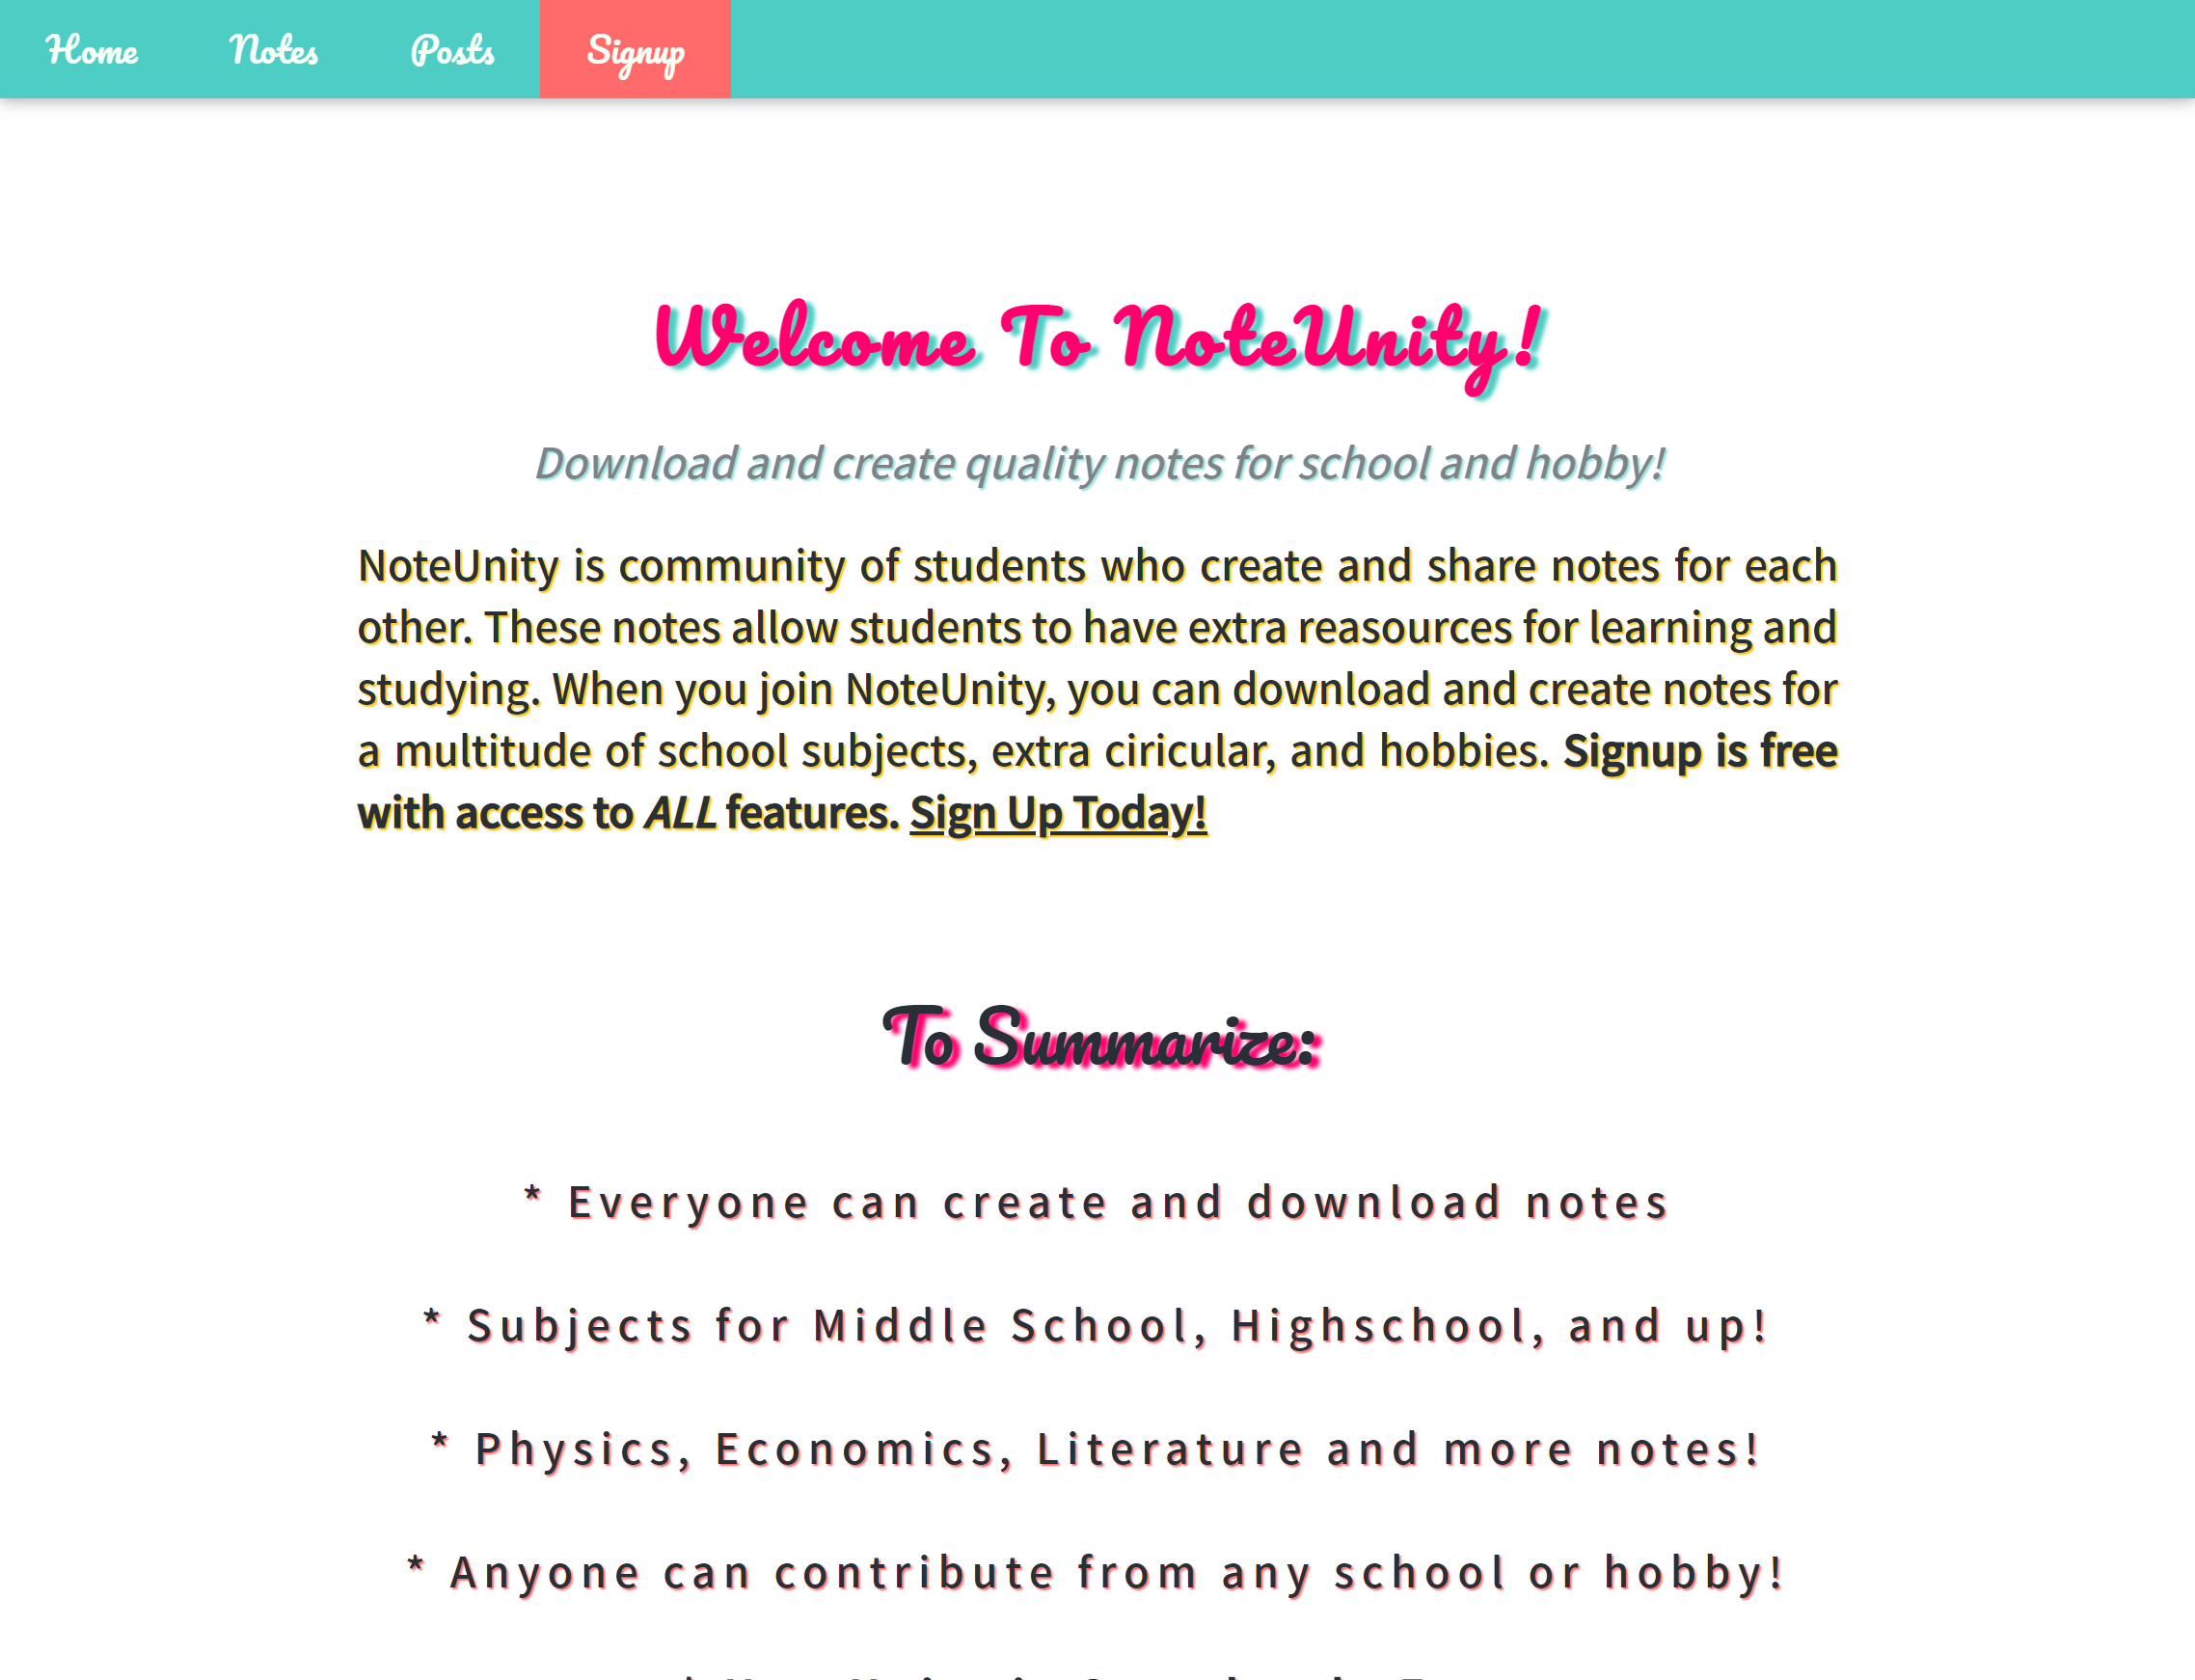 Home Notes Posts Signup
Welcome To NoteUnity!
Download and create quality notes for school and hobby!
NoteUnity is community of students who create and share notes for each
other. These notes allow students to have extra reasources for learning and
studying. When you join NoteUnity, you can download and create notes for
a multitude of school subjects, extra ciricular, and hobbies. Signup is free
with access to ALL features. Sign Up Today!
To Summarize:
* Everyone can create and download notes
* Subjects for Middle School, Highschool, and up!
* Physics, Economics, Literature and more notes!
* Anyone can contribute from any school or hobby!